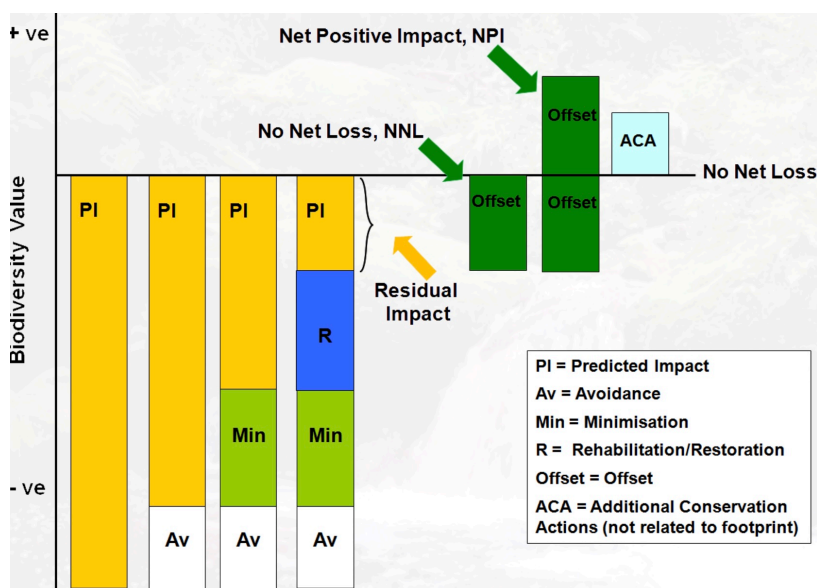 + ve
Net Positive Impact, NPI
Offset
No Net Loss, NNL
ACA
No Net Loss
PI
PI
PI
PI
Offset
Offset
Biodiversity Value
Residual
Impact
R
PI = Predicted Impact
Av = Avoidance
Min = Minimisation
R = Rehabilitation/Restoration
Offset = Offset
ACA = Additional Conservation
Actions (not related to footprint)
Min
Min
- ve
Av
Av
Av